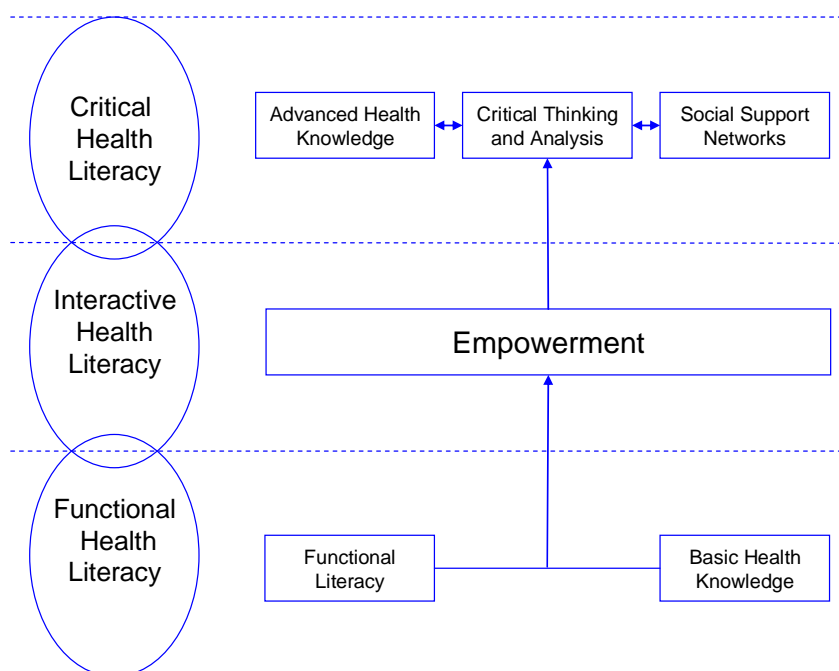 Critical
Health
Literacy
Advanced Health
Knowledge
Critical Thinking
and Analysis
Social Support
Networks
Interactive
Health
Literacy
Empowerment
Functional
Health
Literacy
Functional
Literacy
Basic Health
Knowledge